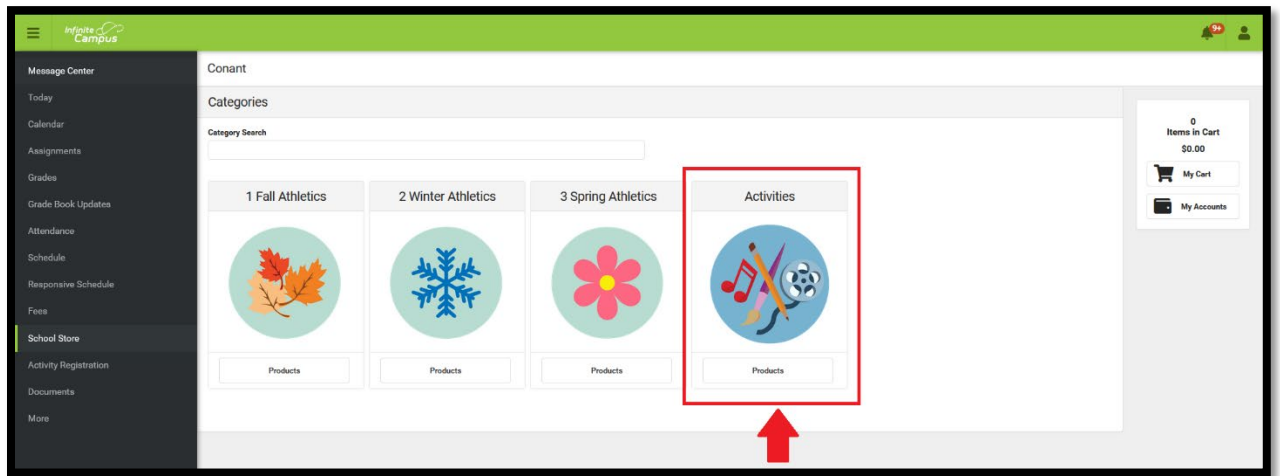 Infinite
Campus
9+
Message Center
Today
Calendar
Assignments
Grades
Grade Book Updates
Attendance
Schedule
Responsive Schedule
Fees
School Store
Activity Registration
Documents
More
Conant
Categories
Category Search
1 Fall Athletics
2 Winter Athletics
3 Spring Athletics
Activities
Products
Products
Products
Products
0
Items in Cart
$0.00
My Cart
My Accounts